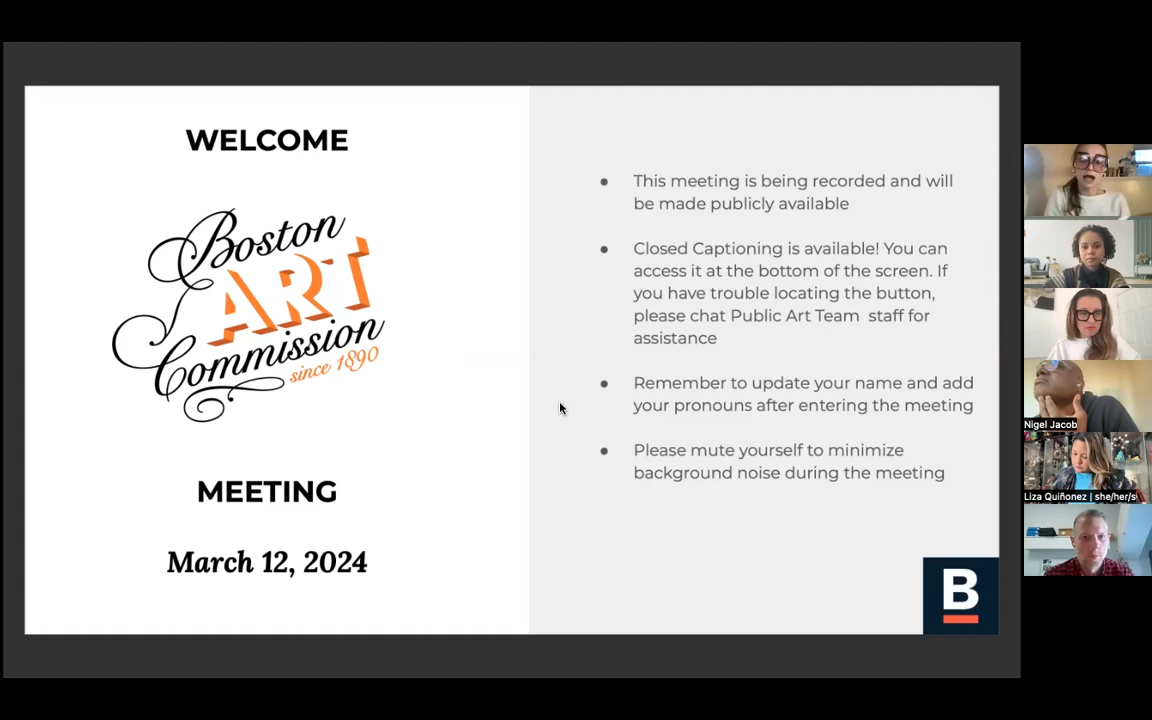 WELCOME
Boston
ART
Commission
since 1890
MEETING
March 12, 2024
● This meeting is being recorded and will
be made publicly available
● Closed Captioning is available! You can
access it at the bottom of the screen. If
you have trouble locating the button,
please chat Public Art Team staff for
assistance
● Remember to update your name and add
your pronouns after entering the meeting
● Please mute yourself to minimize
background noise during the meeting
B
Nigel Jacob
Liza Quiñonez | she/her/s